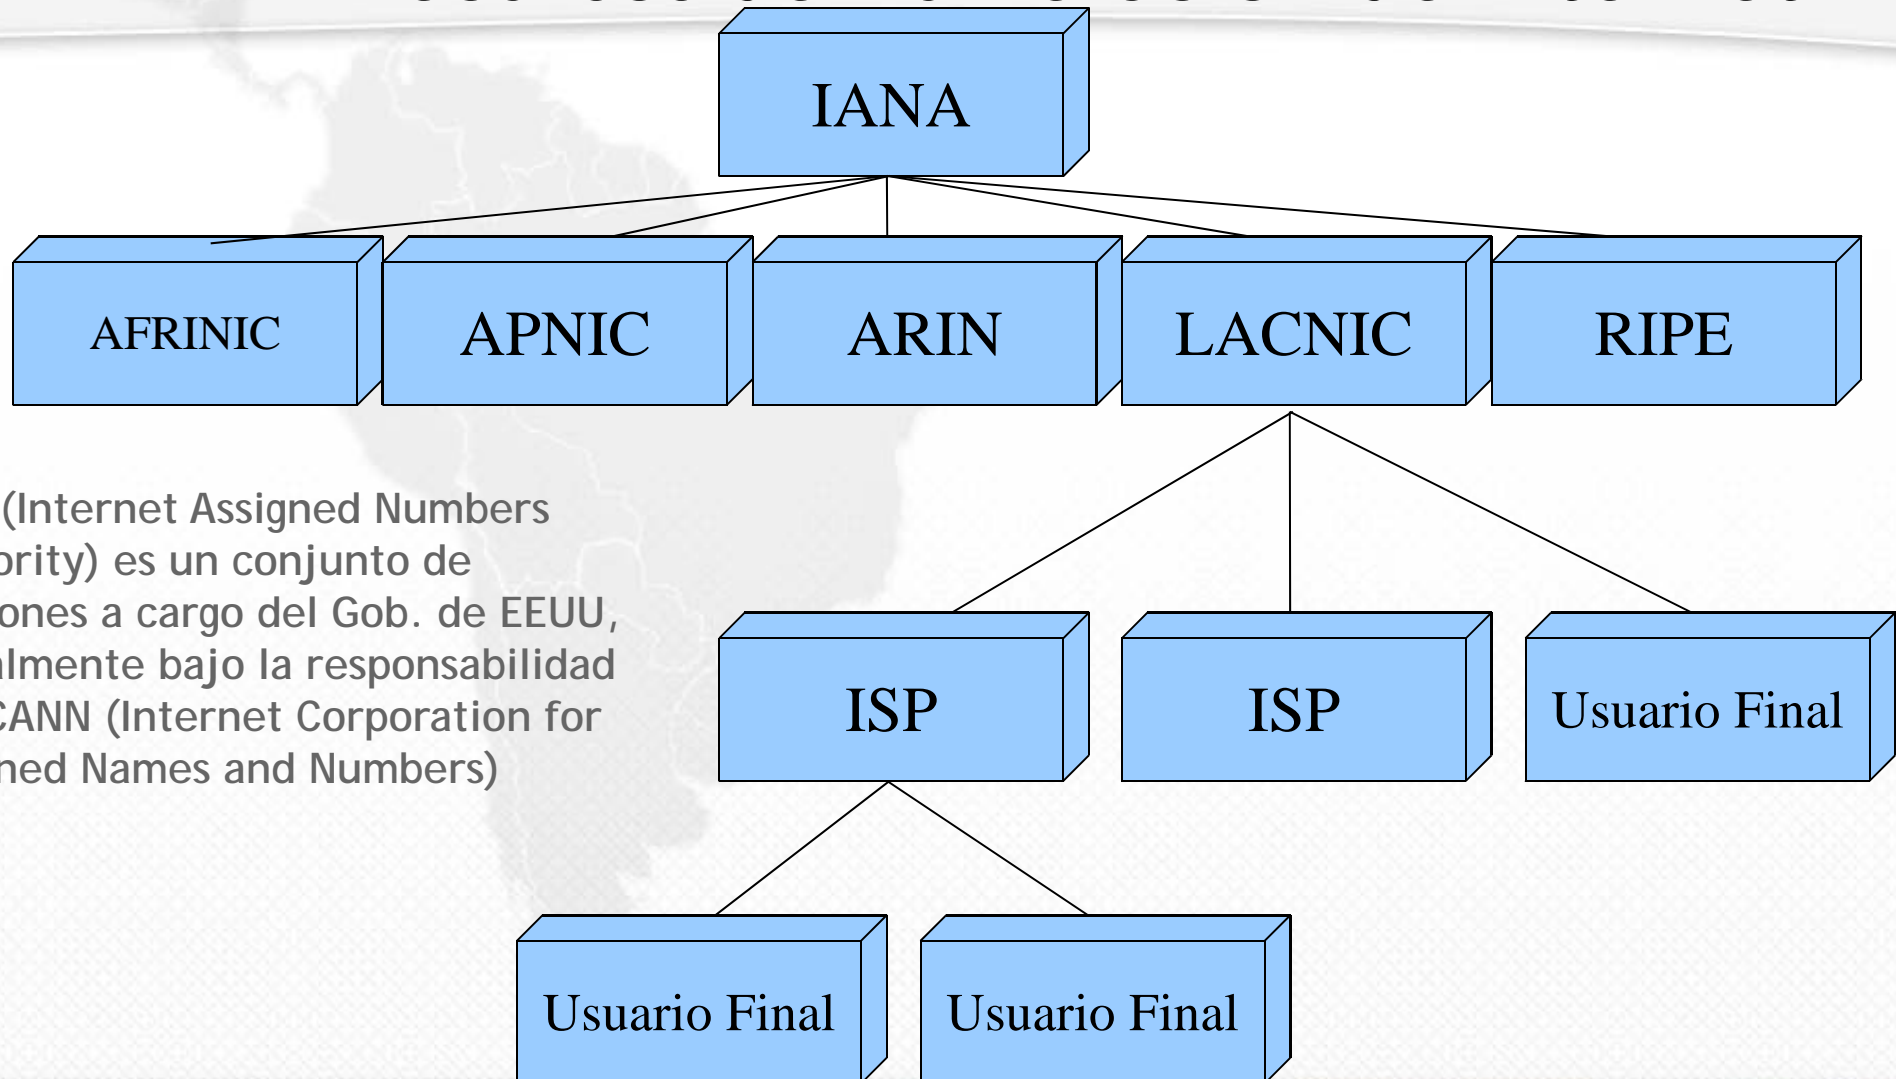 IANA
AFRINIC
APNIC
ARIN
LACNIC
RIPE
(Internet Assigned Numbers
ority) es un conjunto de
ones a cargo del Gob. de EEUU,
lmente bajo la responsabilidad
CANN (Internet Corporation for
ned Names and Numbers)
ISP
ISP
Usuario Final
Usuario Final
Usuario Final